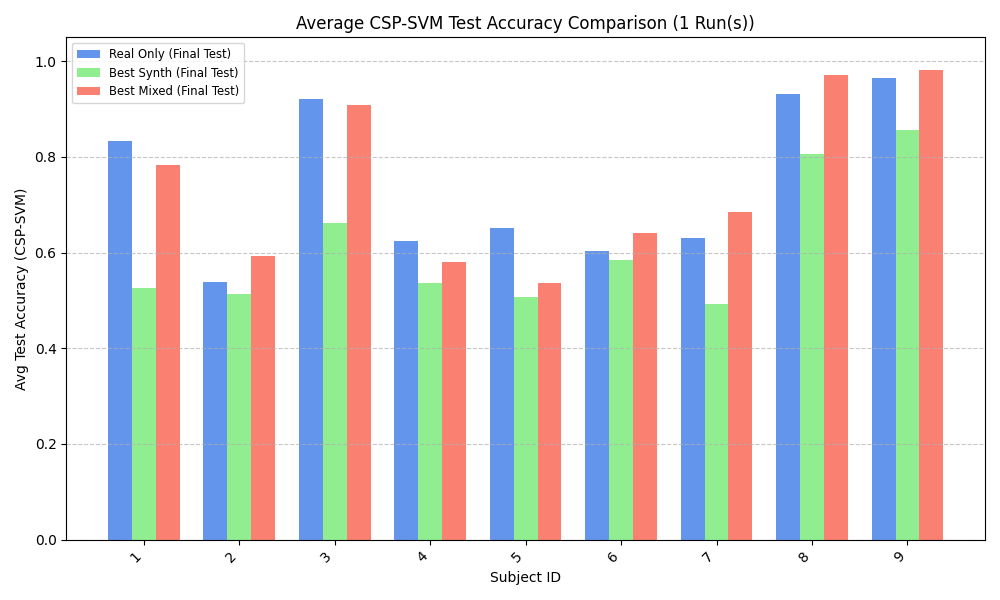 Average CSP-SVM Test Accuracy Comparison (1 Run(s))
Real Only (Final Test)
Best Synth (Final Test)
Best Mixed (Final Test)
Avg Test Accuracy (CSP-SVM)
1.0
0.8
0.6
0.4
0.2
0.0
1 2 3 4 5 6 7 8 9
Subject ID